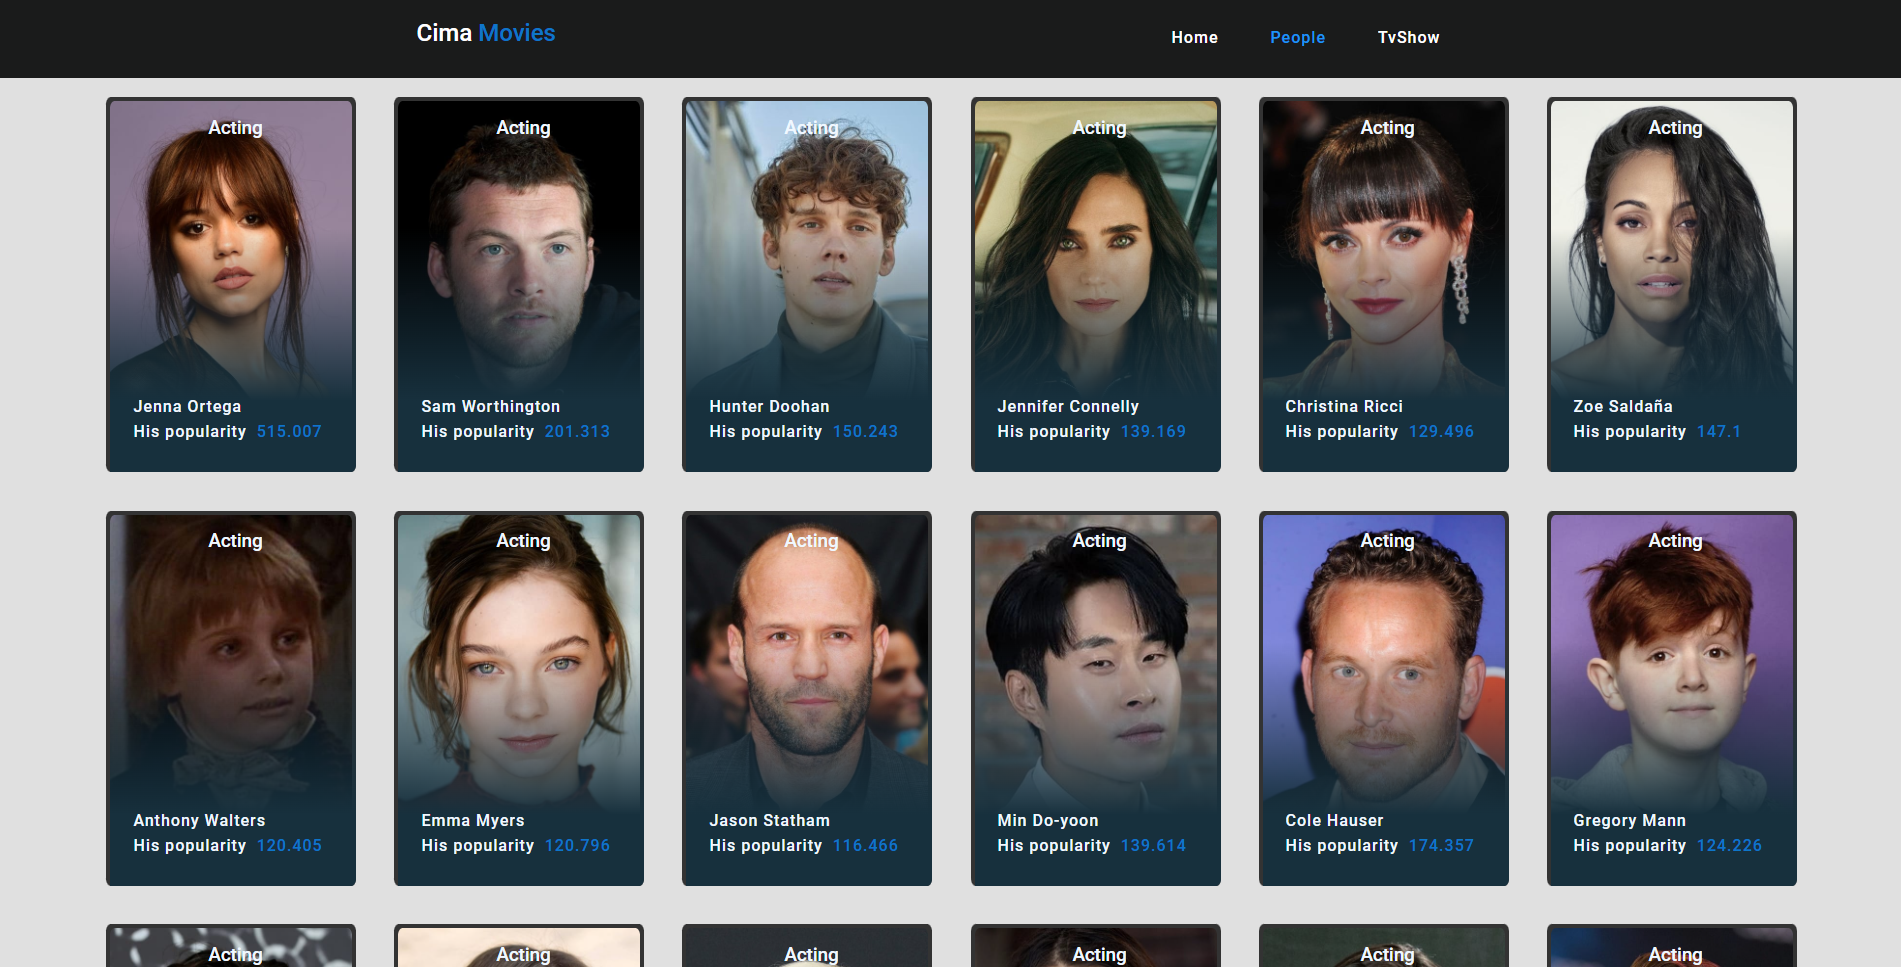 Cima Movies
Home People TvShow
Acting Acting Acting Acting Acting Acting
Jenna Ortega Sam Worthington Hunter Doohan Jennifer Connelly Christina Ricci Zoe Saldaña
His popularity 515.007 His popularity 201.313 His popularity 150.243 His popularity 139.169 His popularity 129.496 His popularity 147.1
Acting Acting Acting Acting Acting Acting
Anthony Walters Emma Myers Jason Statham Min Do-yoon Cole Hauser Gregory Mann
His popularity 120.405 His popularity 120.796 His popularity 116.466 His popularity 139.614 His popularity 174.357 His popularity 124.226
Acting Acting Acting Acting Acting Acting